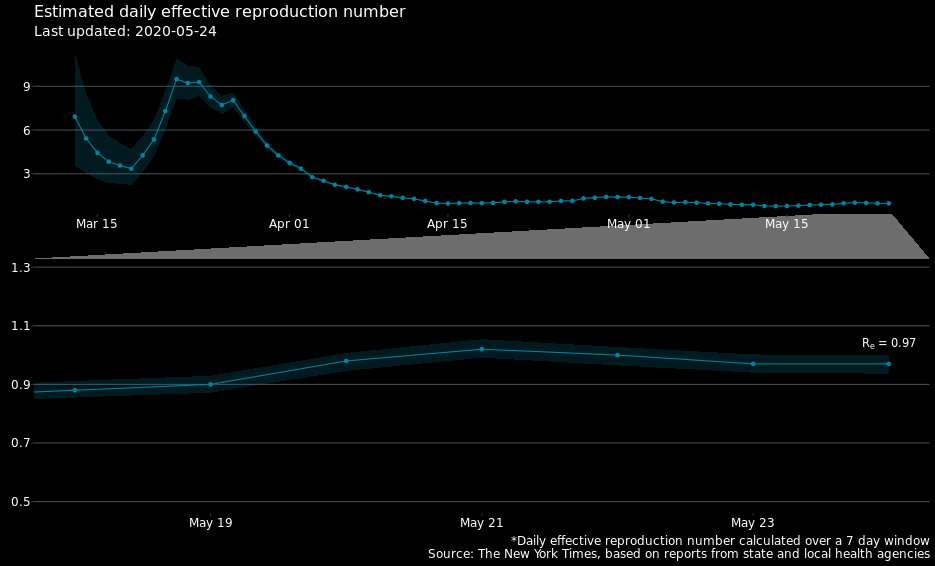 Estimated daily effective reproduction number
Last updated: 2020-05-24
9
6
3
Mar 15 Apr 01 Apr 15 May 01 May 15
1.3
1.1
Re = 0.97
0.9
0.7
0.5
May 19 May 21 May 23
*Daily effective reproduction number calculated over a 7 day window
Source: The New York Times, based on reports from state and local health agencies